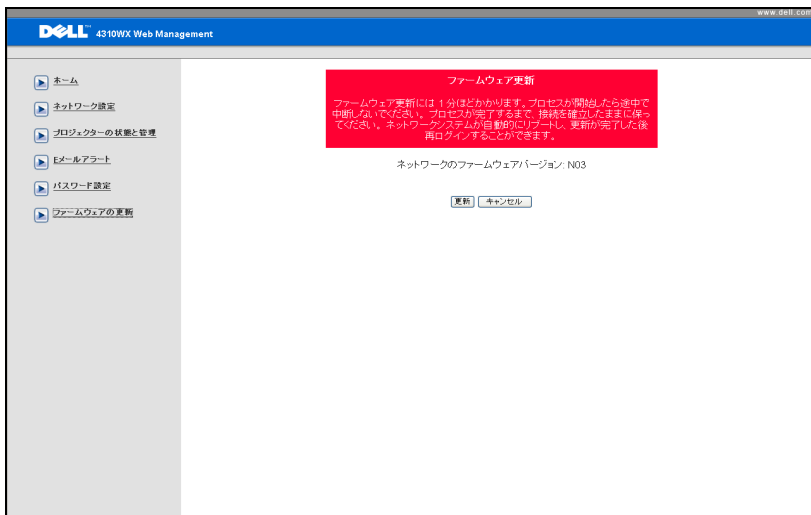 www.dell.com
DELL™ 4310WX Web Management
ホーム
ネットワーク設定
プロジェクターの状態と管理
Eメールアラート
パスワード設定
ファームウェアの更新
ファームウェア更新
ファームウェア更新には 1 分ほどかかります。プロセスが開始したら途中で
中断しないでください。プロセスが完了するまで、接続を確立したままに保っ
てください。ネットワークシステムが自動的にリブートし、更新が完了した後
再ログインすることができます。
ネットワークのファームウェアバージョン: N03
更新 キャンセル